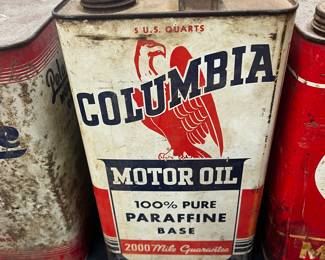 5 U.S. QUARTS
COLUMBIA
MOTOR OIL
100% PURE
PARAFFINE
BASE
2000 Mile Guarantee